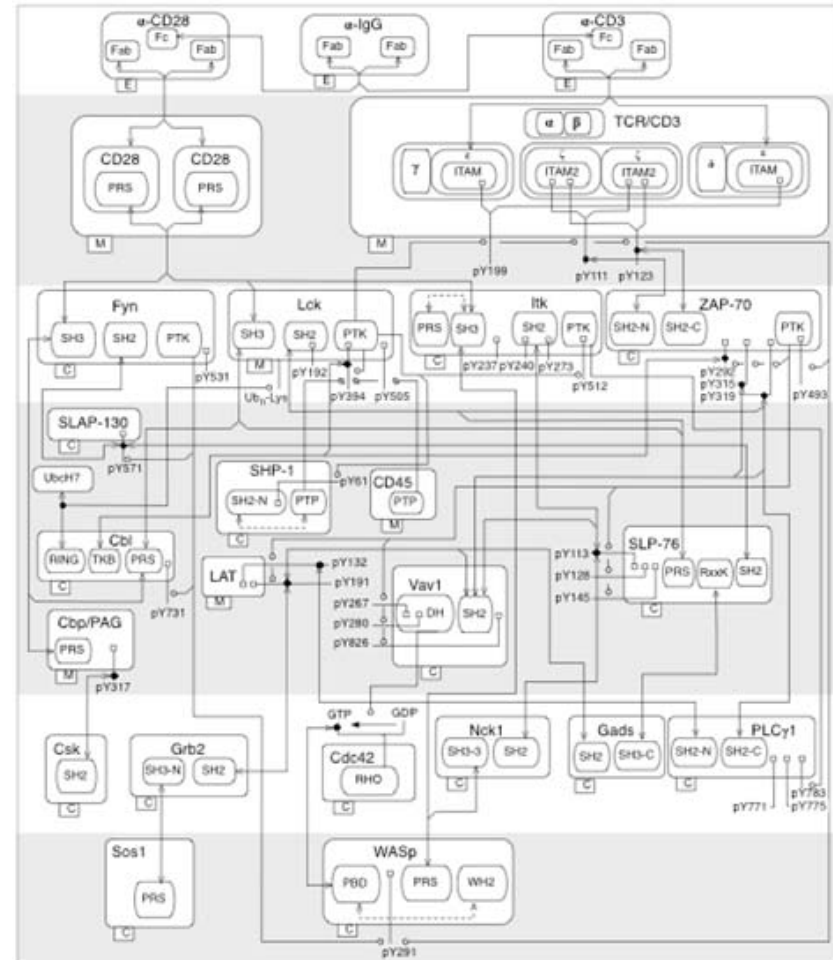 α-CD28 α-IgG α-CD3
Fc Fc
Fab Fab Fab Fab Fab Fab
E E E
α β TCR/CD3
CD28 CD28
PRS PRS
γ ε ζ ζ
ITAM ITAM2 ITAM2 ITAM
M M
pY199 pY111 pY123
Fyn Lck Itk ZAP-70
SH3 SH2 PTK SH3 SH2 PTK PRS SH3 SH2 PTK SH2-N SH2-C PTK
C M C C
pY531 pY192 pY237 pY240 pY273 pY292
pY315
Ub -Lys pY394 pY505 pY512 pY319 pY493
SLAP-130
C
pY571
UbcH7
SHP-1 pY61 CD45
SH2-N PTP PTP
C M
Cbl
RING TKB PRS
C
pY731
LAT
M
pY132
pY191
pY113 SLP-76
pY128 PRS RxxK SH2
pY145 C
Vav1
pY267 DH SH2
pY280
pY826
C
Cbp/PAG
PRS
M
pY317
GTP GDP
Csk Grb2 Cdc42 Nck1 Gads PLCγ1
SH2 SH3-N SH2 RHO SH3-3 SH2 SH2 SH3-C SH2-N SH2-C
C C C C C C
pY783
pY771 pY775
Sos1 WASp
PRS PBD PRS WH2
C C
pY291